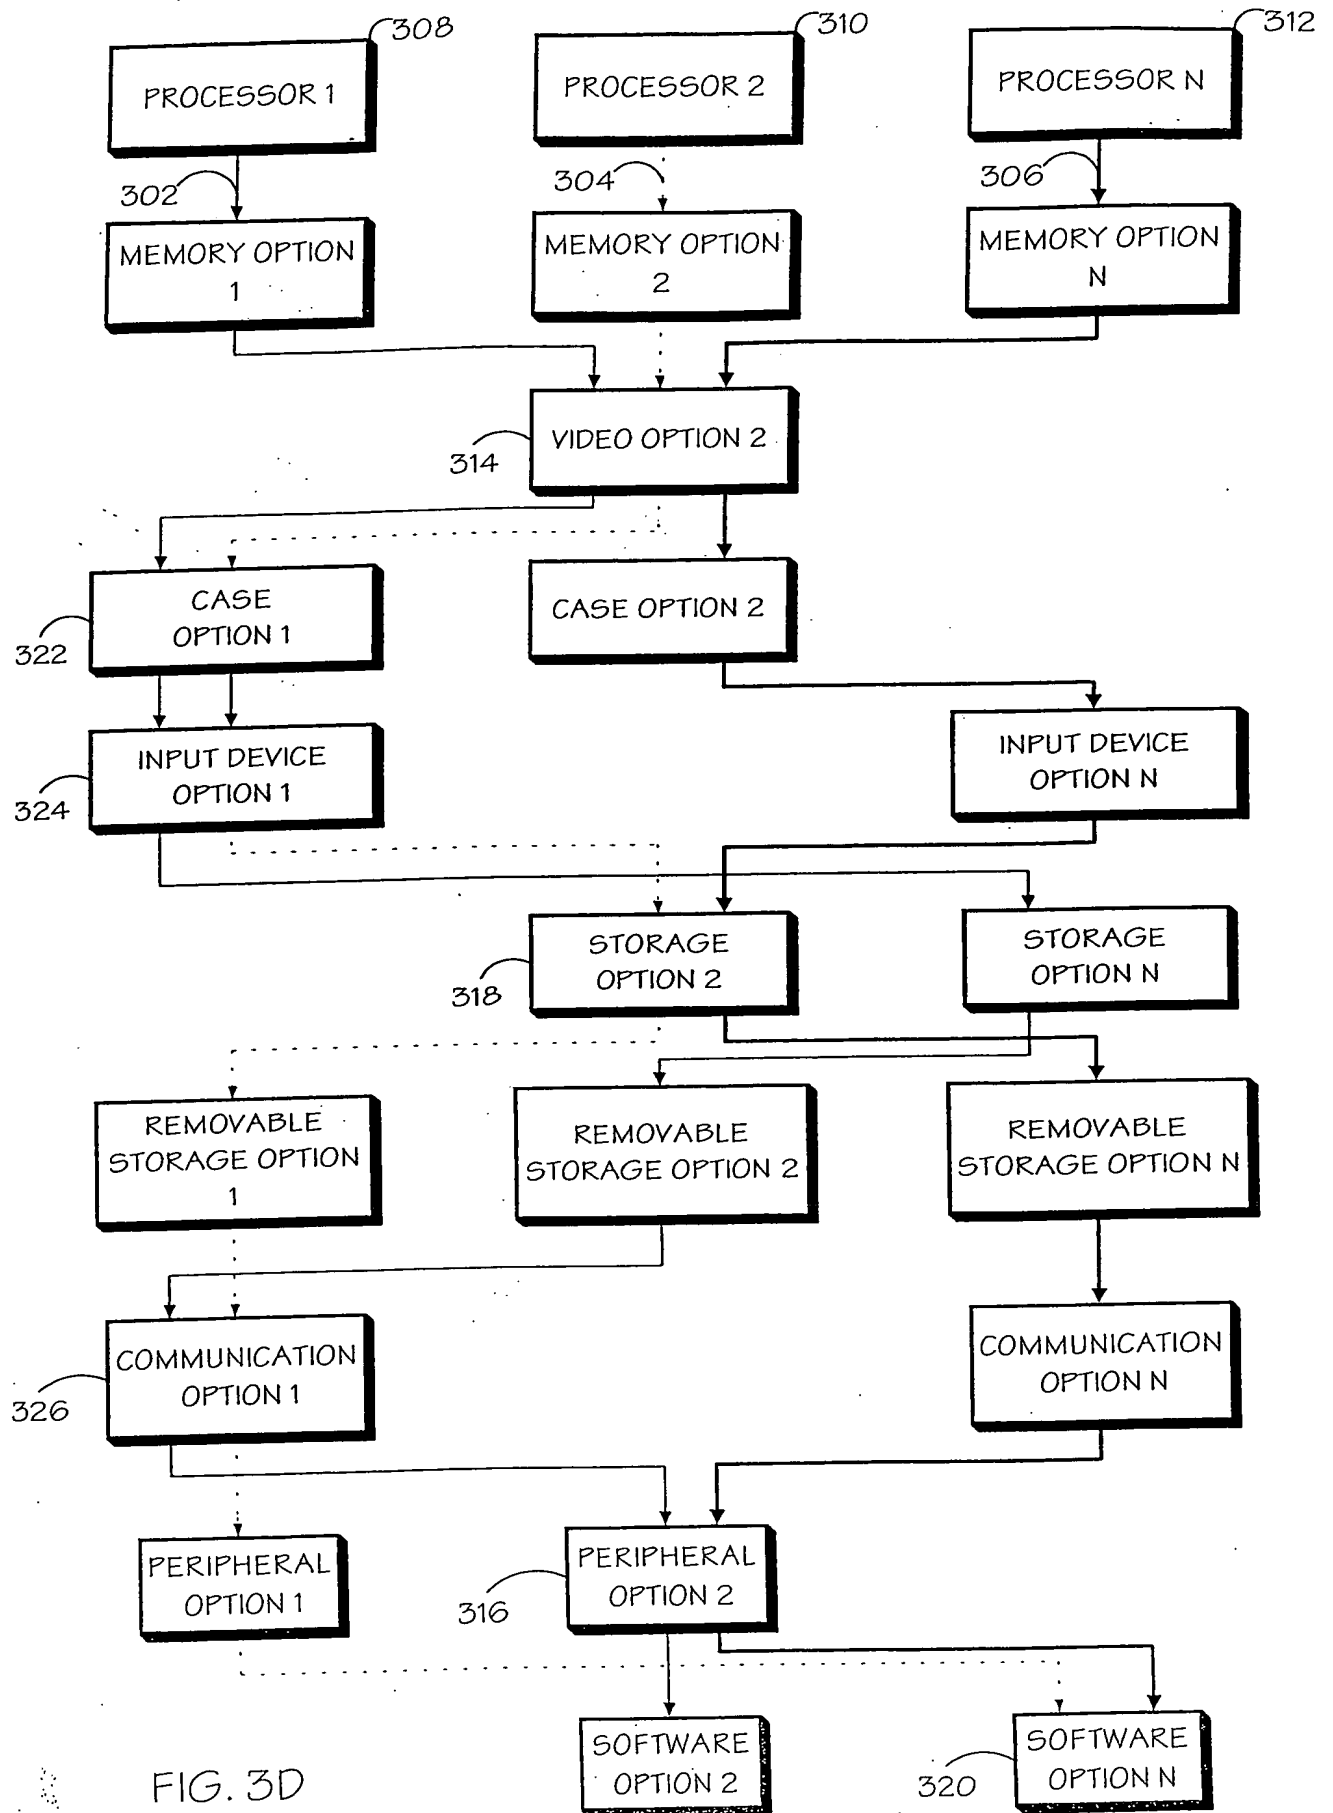 308
310
312
PROCESSOR 1
PROCESSOR 2
PROCESSOR N
302
304
306
MEMORY OPTION
1
MEMORY OPTION
2
MEMORY OPTION
N
VIDEO OPTION 2
314
CASE
OPTION 1
322
CASE OPTION 2
INPUT DEVICE
OPTION 1
324
INPUT DEVICE
OPTION N
STORAGE
OPTION 2
318
STORAGE
OPTION N
REMOVABLE
STORAGE OPTION
1
REMOVABLE
STORAGE OPTION 2
REMOVABLE
STORAGE OPTION N
COMMUNICATION
OPTION 1
326
COMMUNICATION
OPTION N
PERIPHERAL
OPTION 1
PERIPHERAL
OPTION 2
316
SOFTWARE
OPTION 2
SOFTWARE
OPTION N
320
FIG. 3D